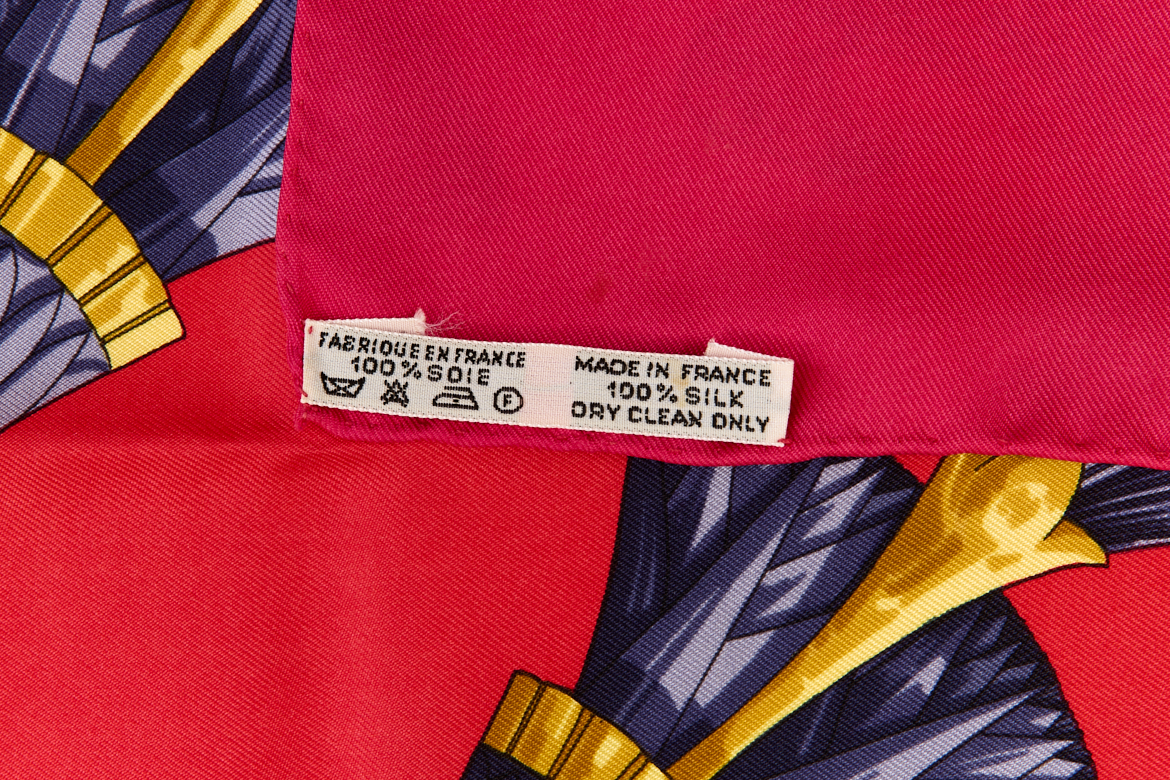 FABRIQUE EN FRANCE
100% SOIE
F
MADE IN FRANCE
100% SILK
DRY CLEAN ONLY